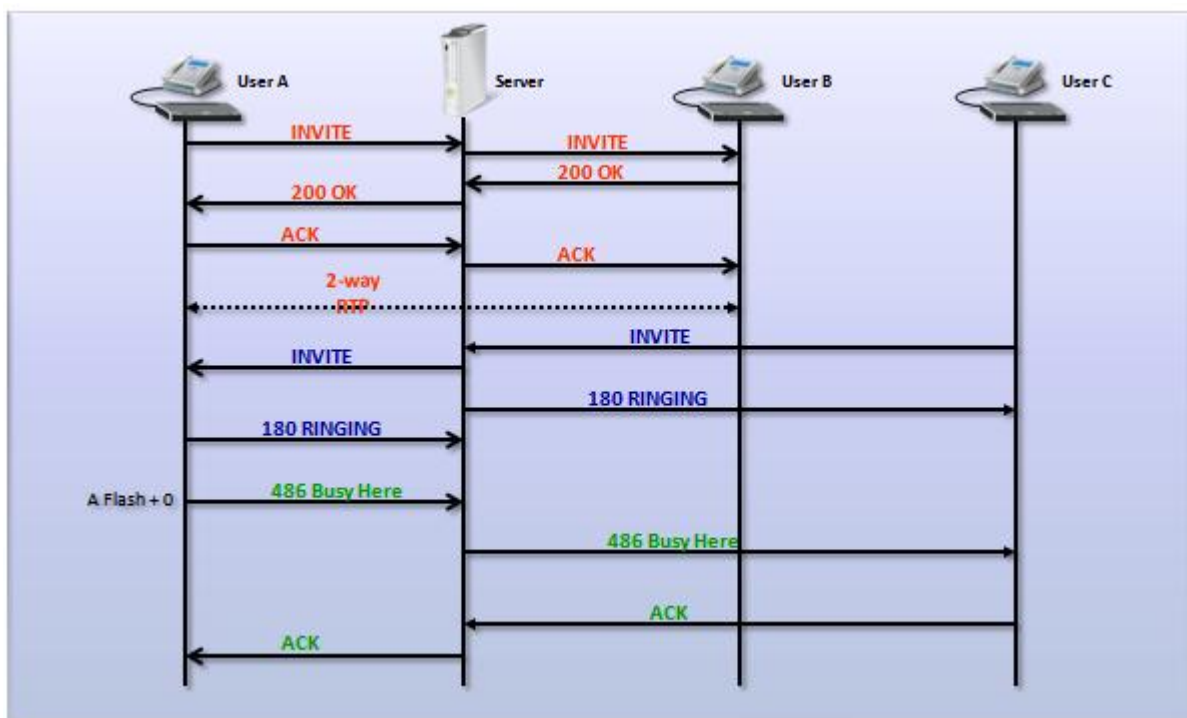 User A
Server
User B
User C
INVITE
INVITE
200 OK
200 OK
ACK
ACK
2-way
RTP
INVITE
INVITE
180 RINGING
180 RINGING
A Flash + 0
486 Busy Here
486 Busy Here
ACK
ACK